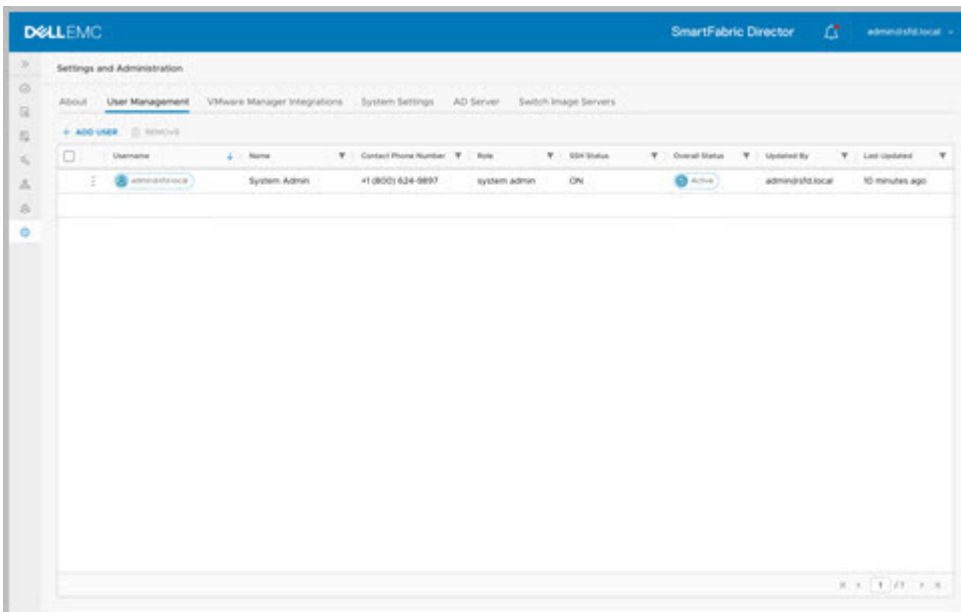 DELLEMC SmartFabric Director admin@sfd.local
Settings and Administration
About User Management VMware Manager Integrations System Settings AD Server Switch Image Servers
+ ADD USER REMOVE
Username Name Contact Phone Number Role SSH Status Overall Status Updated By Last Updated
admin@sfd.local System Admin +1 (800) 624-9897 system admin ON Active admin@sfd.local 10 minutes ago
1 / 1